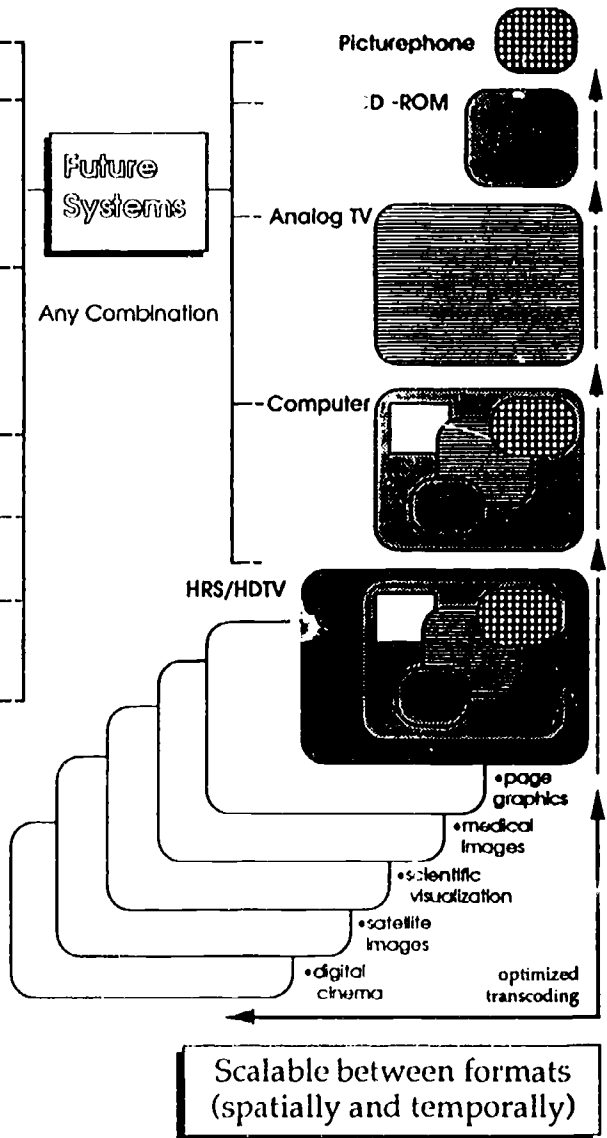 Picturephone
D-ROM
Future
Systems
Analog TV
Any Combination
Computer
HRS/HDTV
•page
graphics
•medical
images
•scientific
visualization
•satellite
images
•digital
cinema
optimized
transcoding
Scalable between formats
(spatially and temporally)